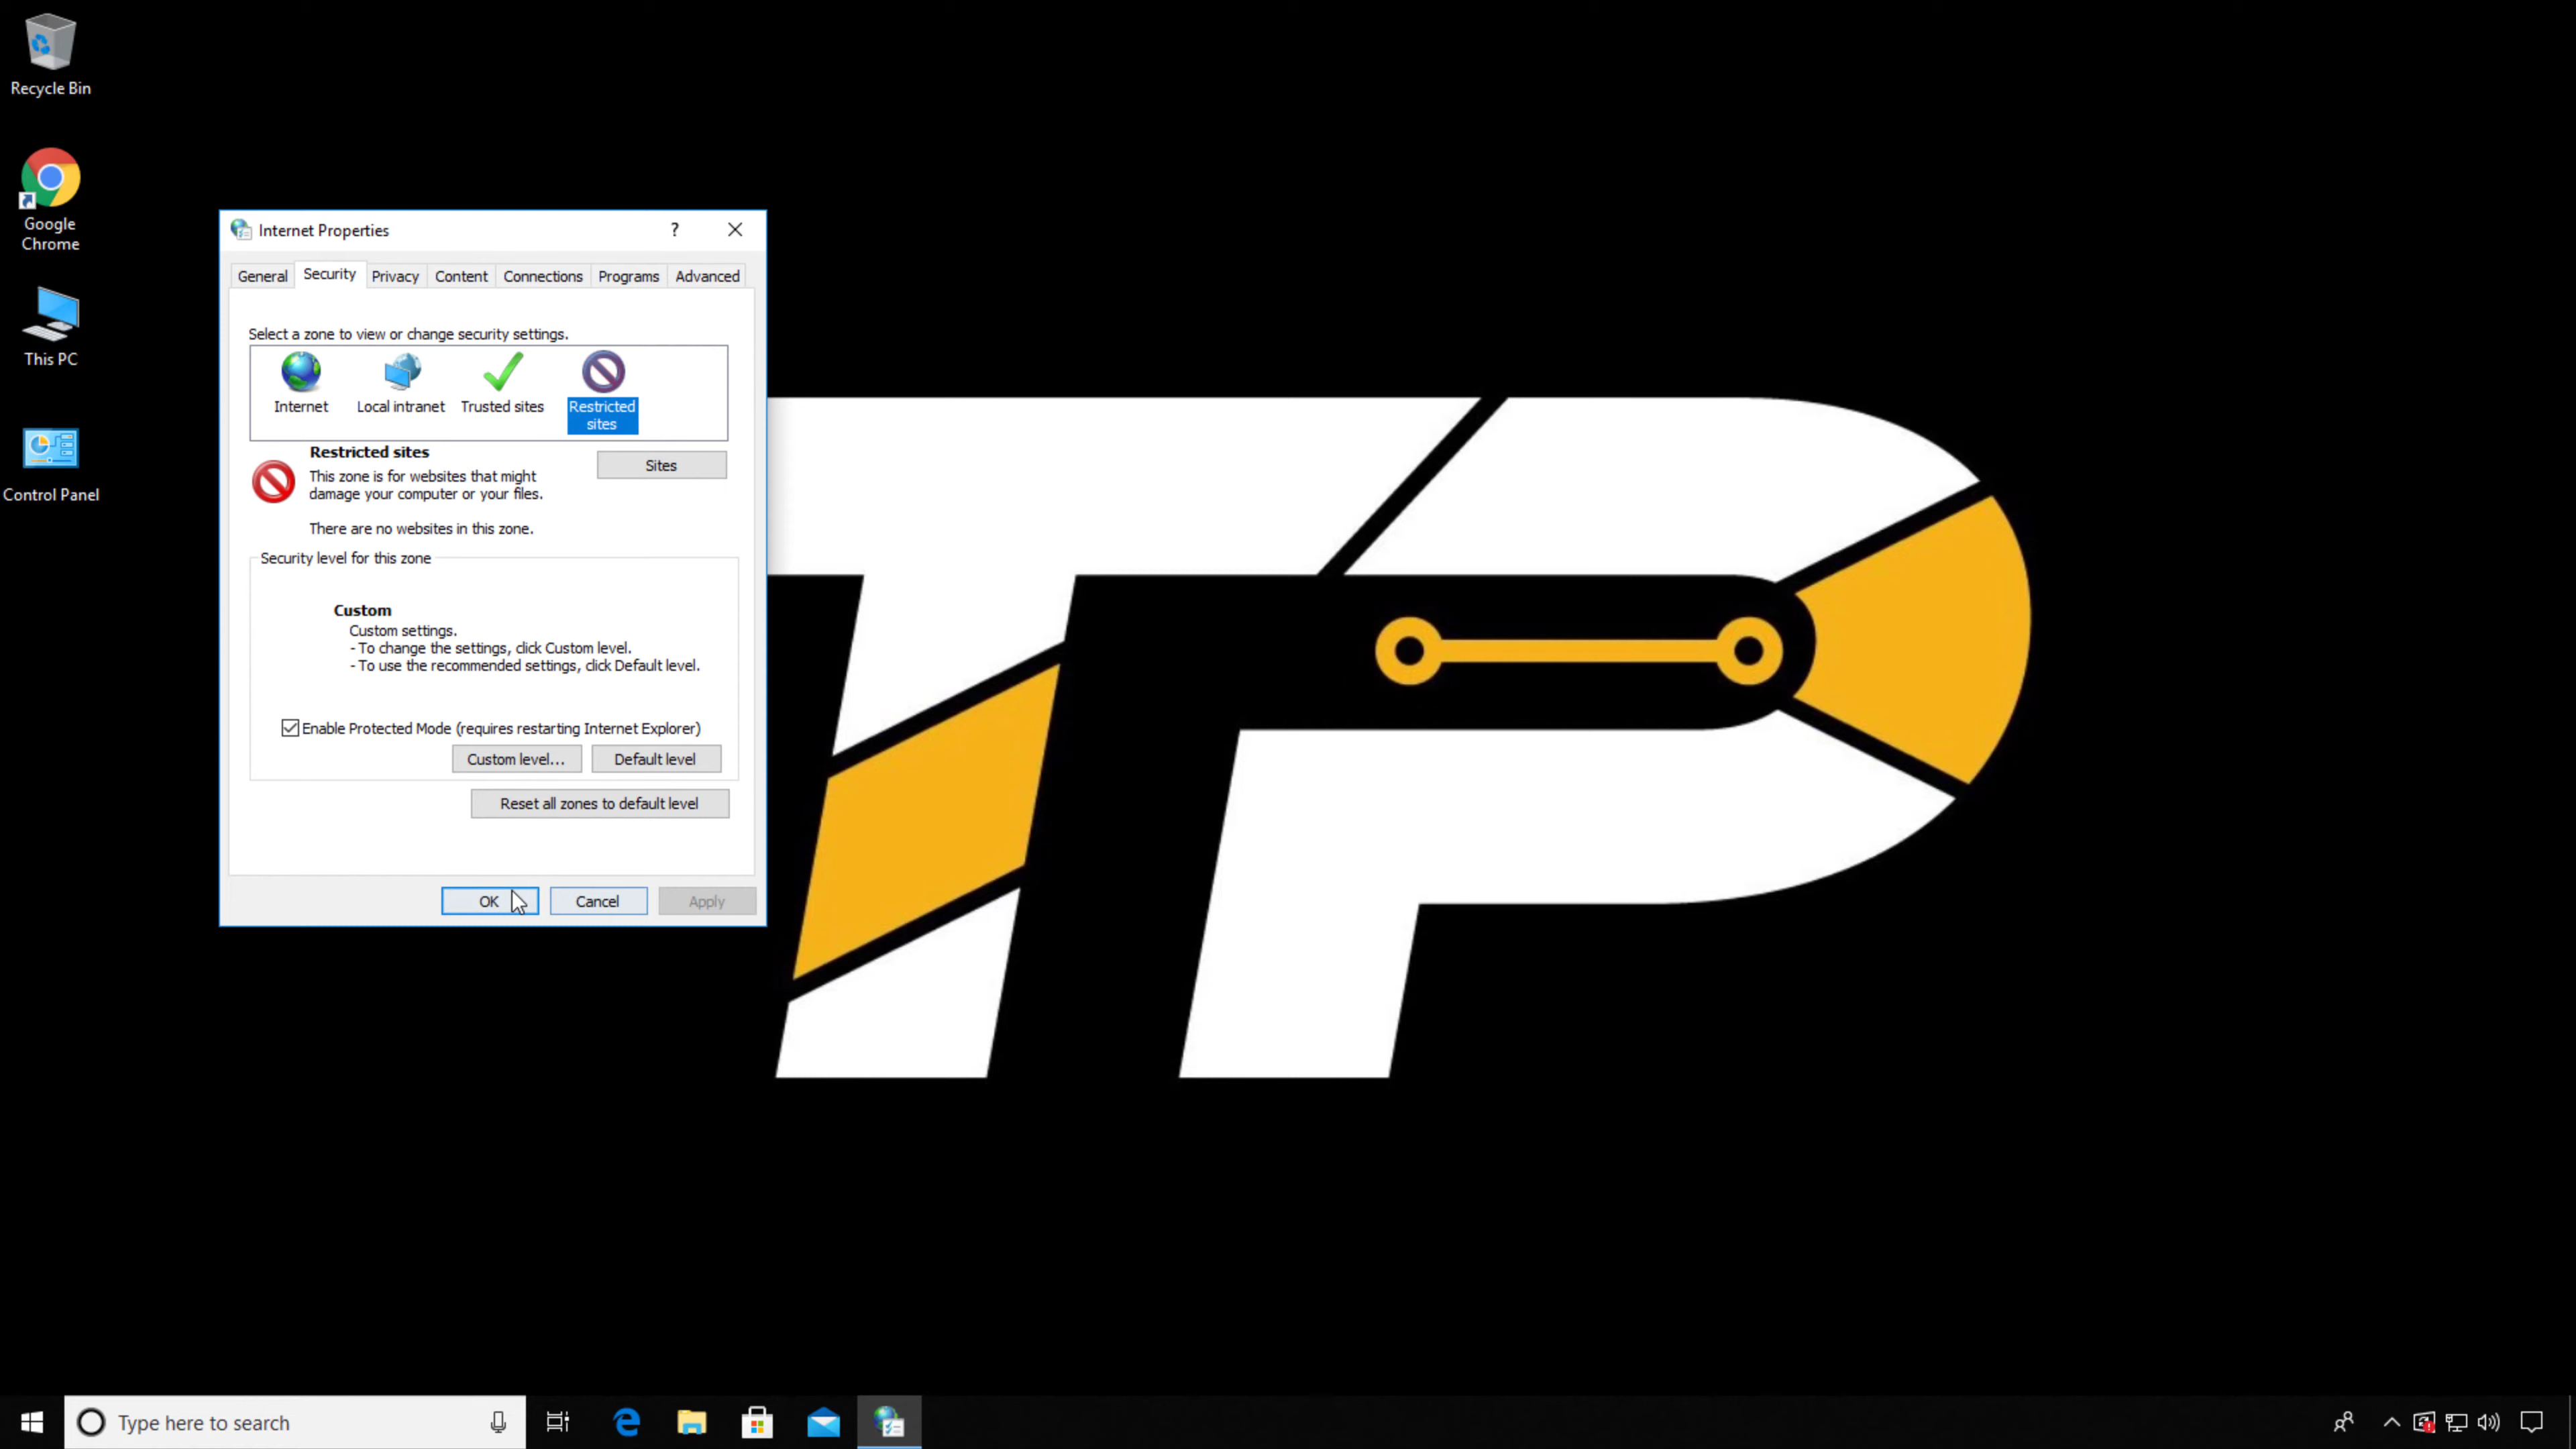 Recycle Bin
Google
Chrome
This PC
Control Panel
Internet Properties
?
General
Security
Privacy
Content
Connections
Programs
Advanced
Select a zone to view or change security settings.
Internet
Local intranet
Trusted sites
Restricted
sites
Restricted sites
This zone is for websites that might
damage your computer or your files.
There are no websites in this zone.
Sites
Security level for this zone
Custom
Custom settings.
- To change the settings, click Custom level.
- To use the recommended settings, click Default level.
Enable Protected Mode (requires restarting Internet Explorer)
Custom level...
Default level
Reset all zones to default level
OK
Cancel
Apply
TP
Type here to search